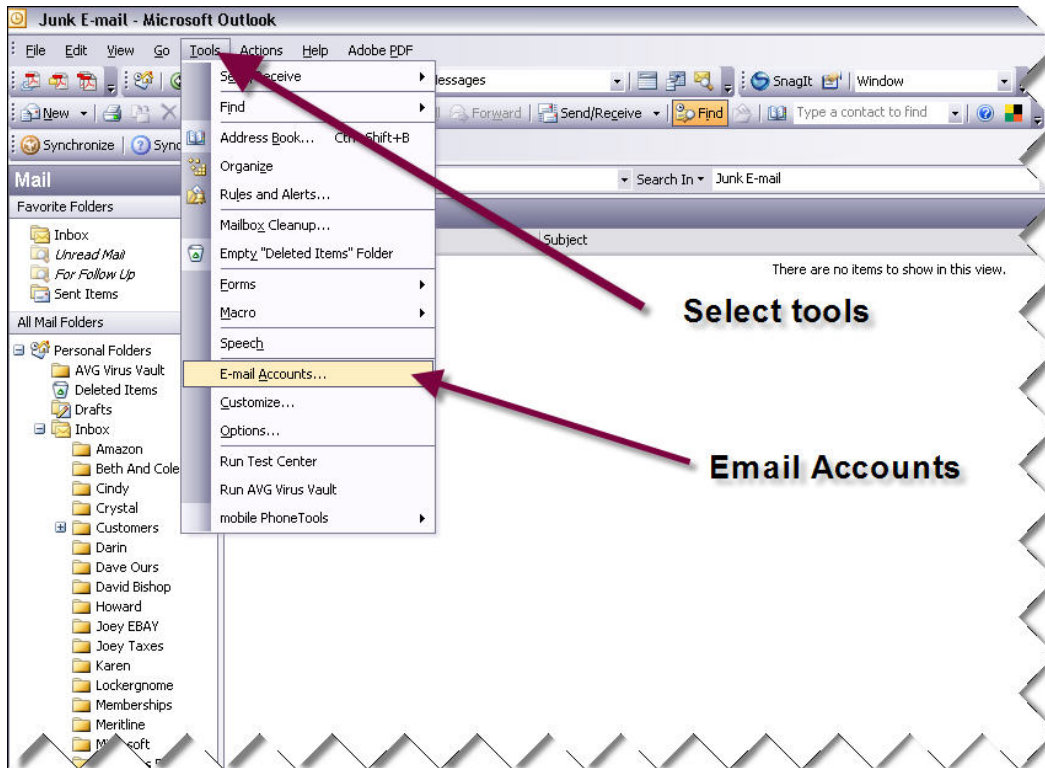 Junk E-mail - Microsoft Outlook
File Edit View Go Tools Actions Help Adobe PDF
Messages SnagIt Window
New Forward Send/Receive Find Type a contact to find
Synchronize
Mail Search In Junk E-mail
Favorite Folders
Inbox
Unread Mail
For Follow Up
Sent Items
All Mail Folders
Personal Folders
AVG Virus Vault
Deleted Items
Drafts
Inbox
Amazon
Beth And Cole
Cindy
Crystal
Customers
Darin
Dave Ours
David Bishop
Howard
Joey EBAY
Joey Taxes
Karen
Lockergnome
Memberships
Meritline
Send/Receive
Find
Address Book... Ctrl+Shift+B
Organize
Rules and Alerts...
Mailbox Cleanup...
Empty "Deleted Items" Folder
Forms
Macro
Speech
E-mail Accounts...
Customize...
Options...
Run Test Center
Run AVG Virus Vault
mobile PhoneTools
Subject
There are no items to show in this view.
Select tools
Email Accounts